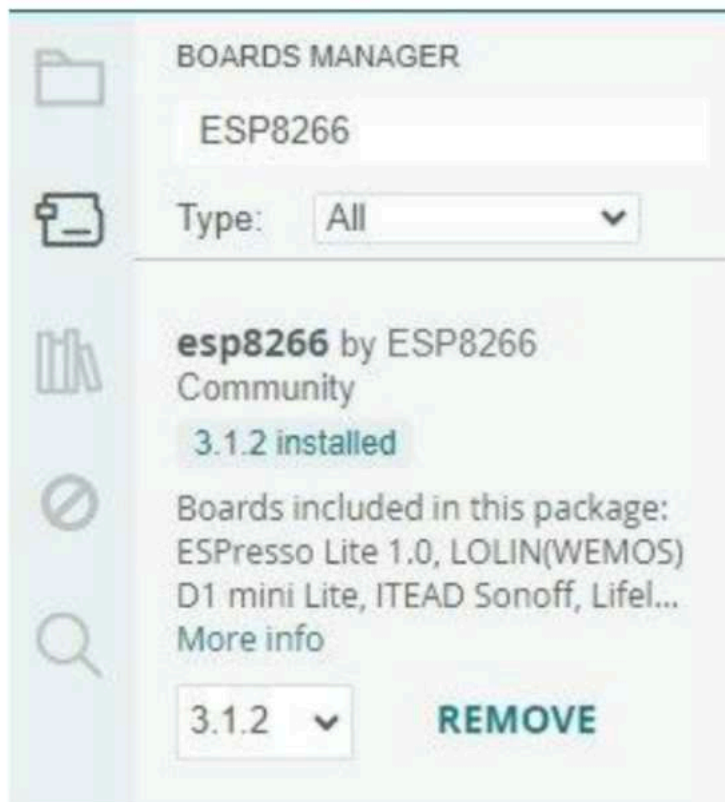 BOARDS MANAGER
ESP8266
Type: All
esp8266 by ESP8266
Community
3.1.2 installed
Boards included in this package:
ESPresso Lite 1.0, LOLIN(WEMOS)
D1 mini Lite, ITEAD Sonoff, Lifel...
More info
3.1.2 REMOVE